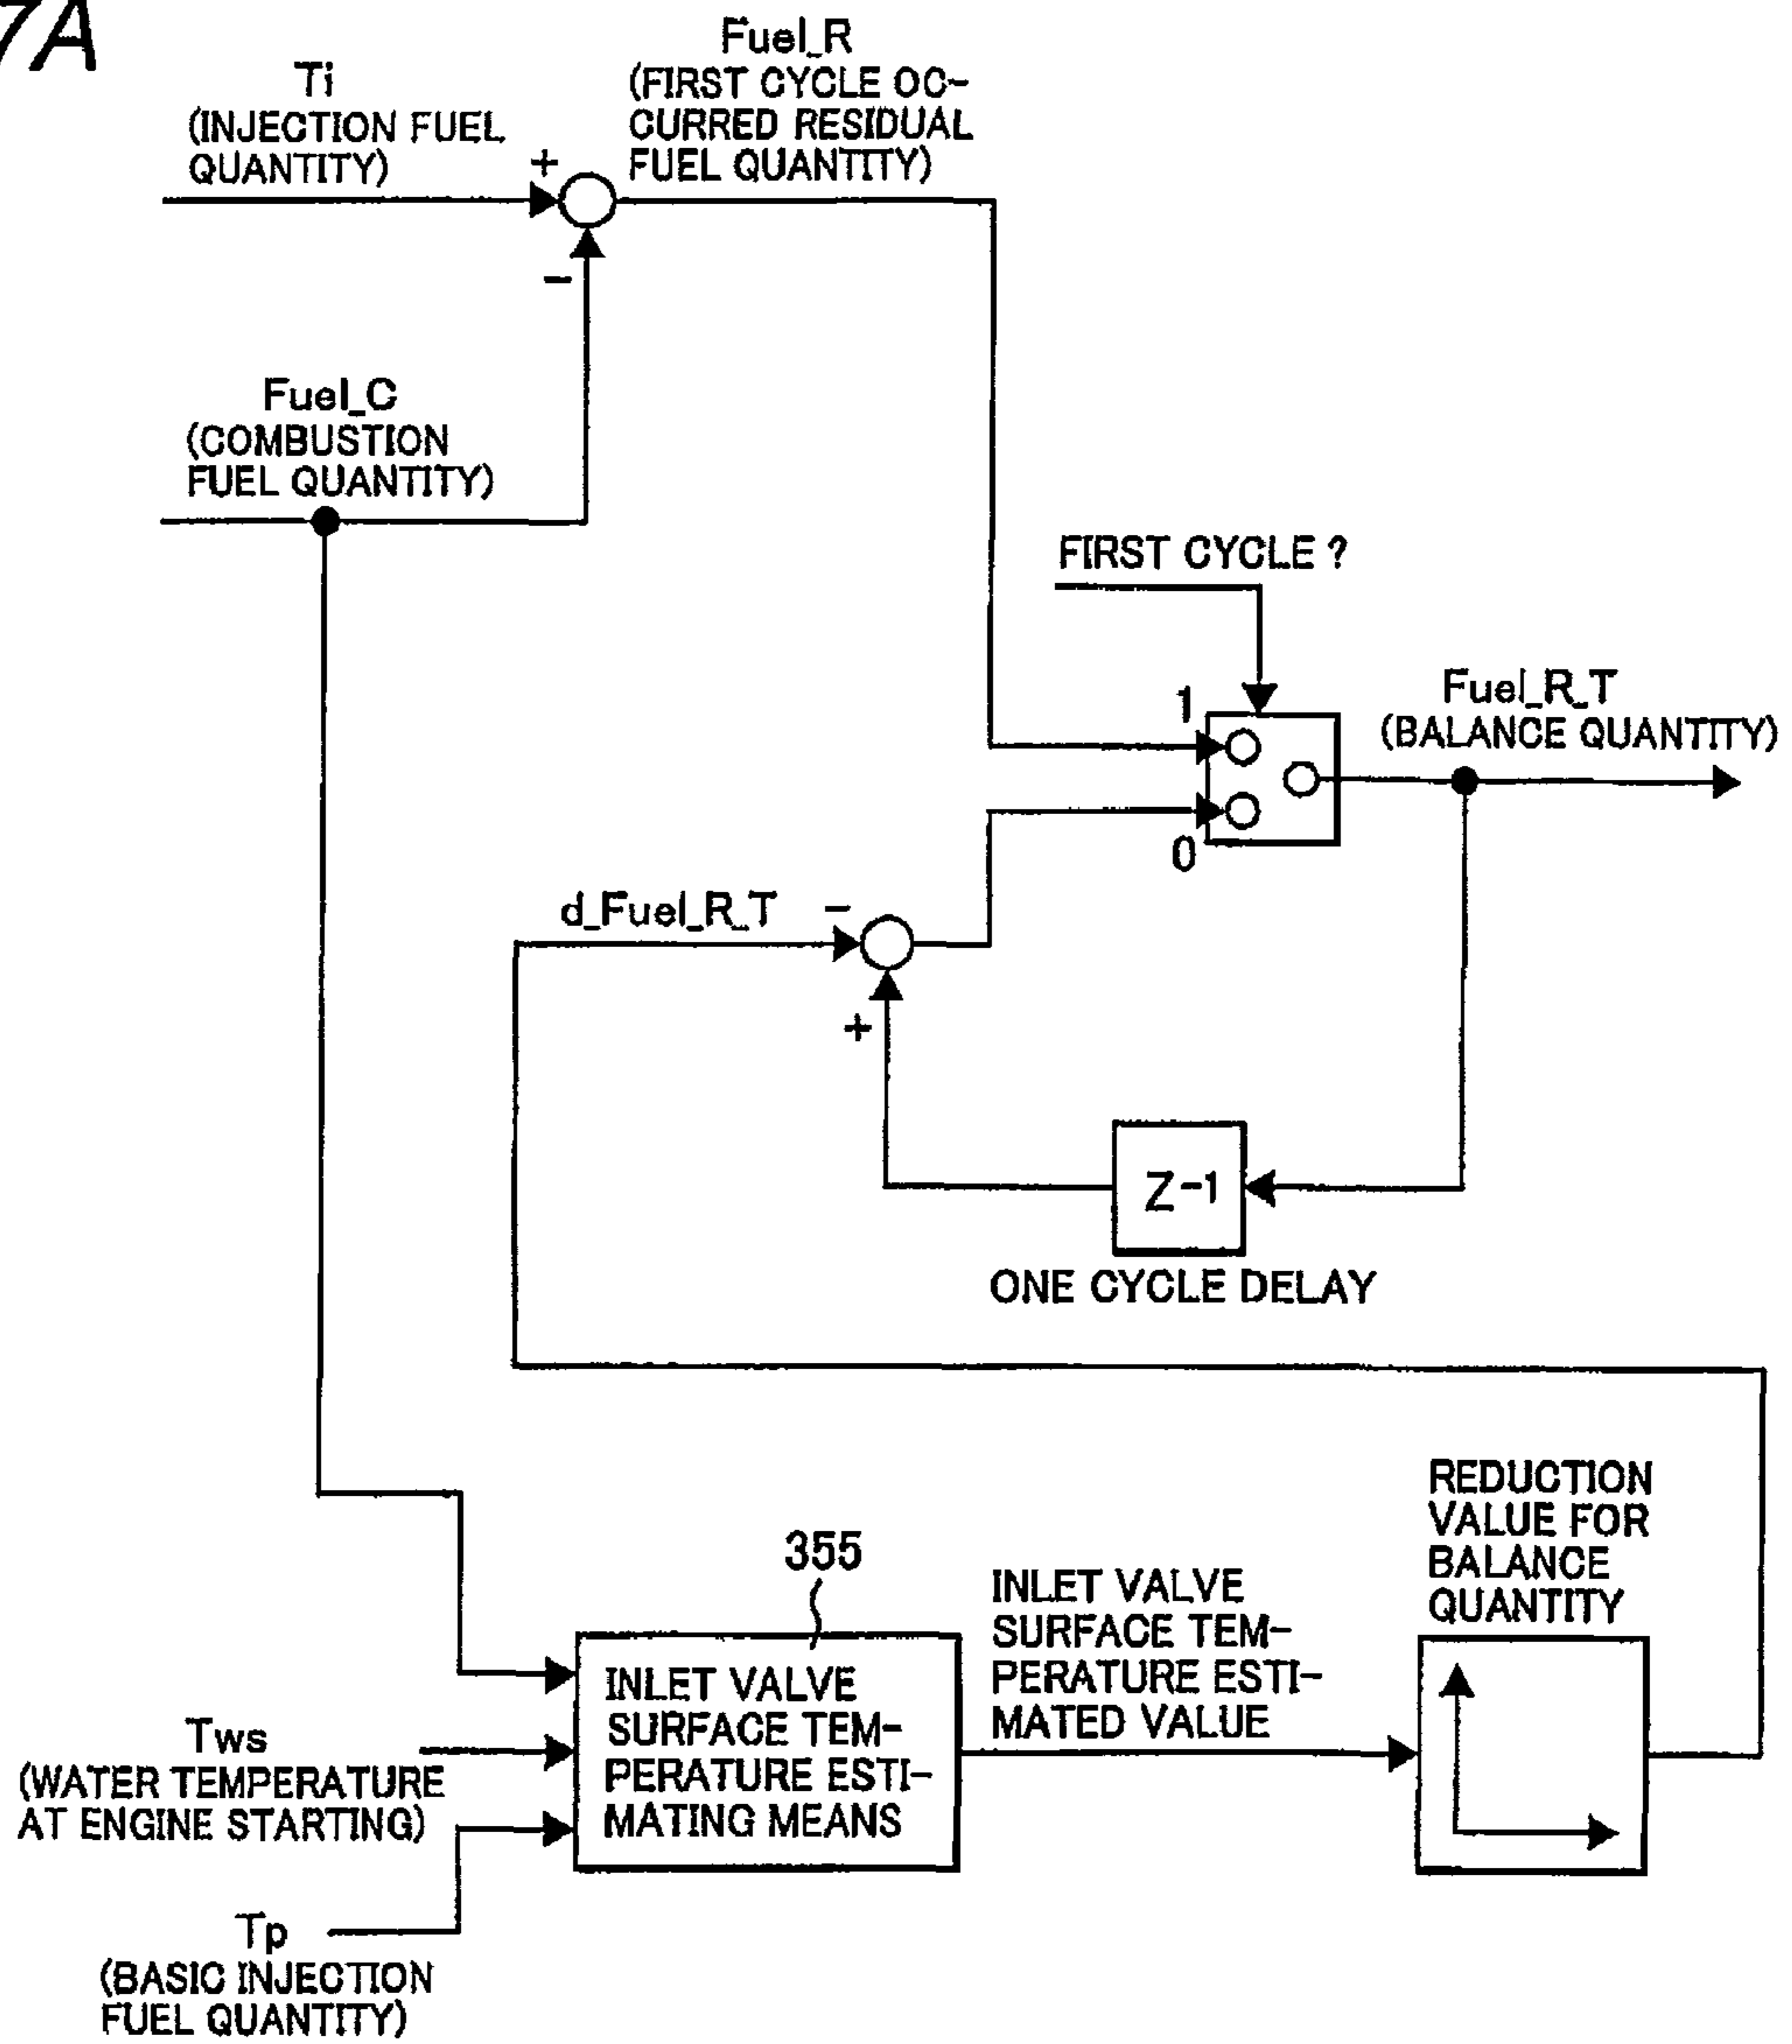 7A
Ti
(INJECTION FUEL
QUANTITY)
+
-
Fuel_R
(FIRST CYCLE OC-
CURRED RESIDUAL
FUEL QUANTITY)
Fuel_C
(COMBUSTION
FUEL QUANTITY)
FIRST CYCLE ?
1
0
Fuel_R_T
(BALANCE QUANTITY)
d_Fuel_R_T
-
+
Z-1
ONE CYCLE DELAY
REDUCTION
VALUE FOR
BALANCE
QUANTITY
355
INLET VALVE
SURFACE TEM-
PERATURE ESTI-
MATED VALUE
INLET VALVE
SURFACE TEM-
PERATURE ESTI-
MATING MEANS
Tws
(WATER TEMPERATURE
AT ENGINE STARTING)
Tp
(BASIC INJECTION
FUEL QUANTITY)